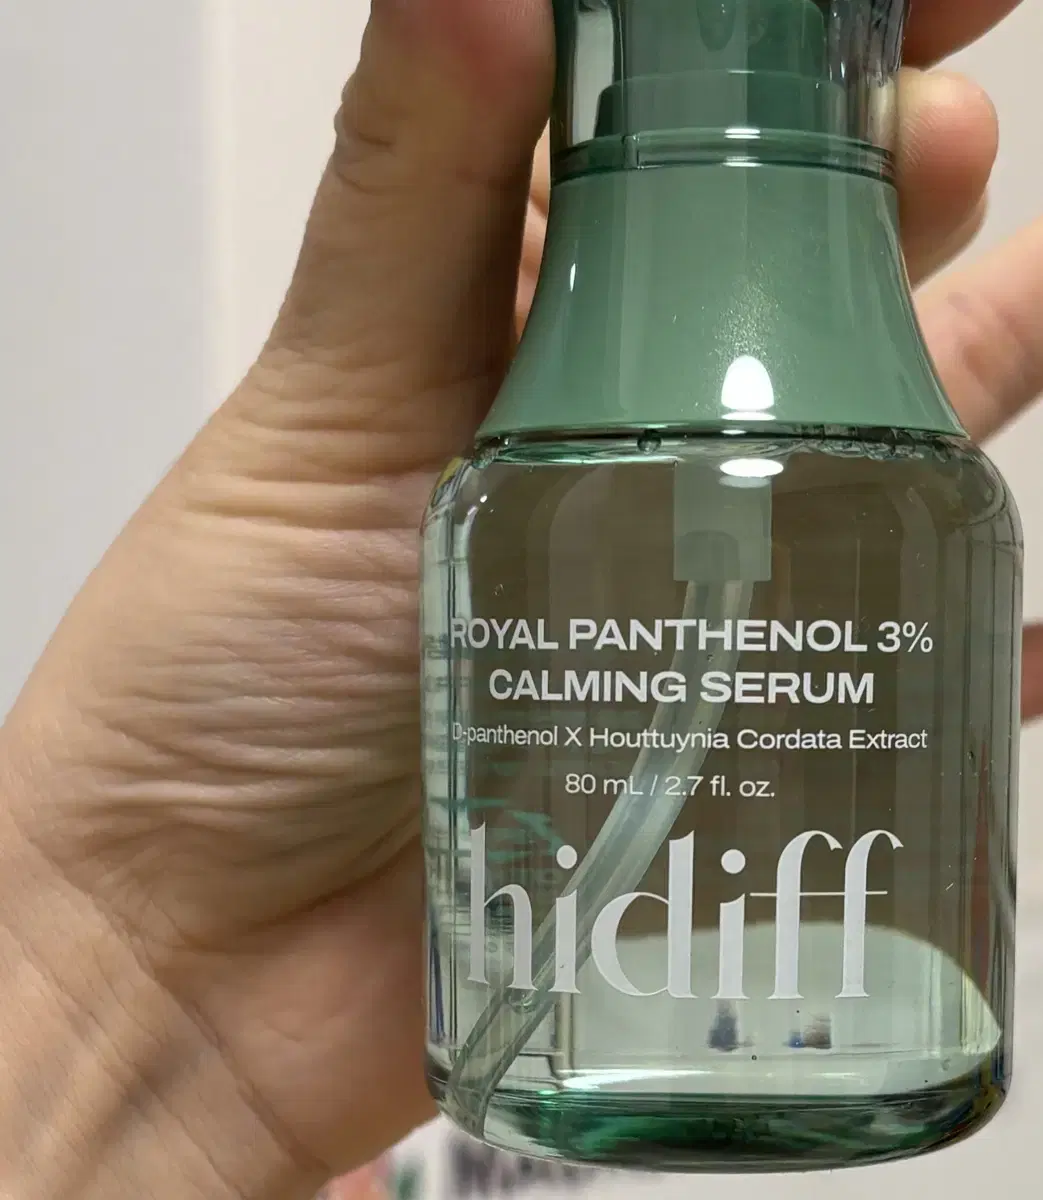 ROYAL PANTHENOL 3%
CALMING SERUM
D-panthenol X Houttuynia Cordata Extract
80 mL / 2.7 fl. oz.
hidiff